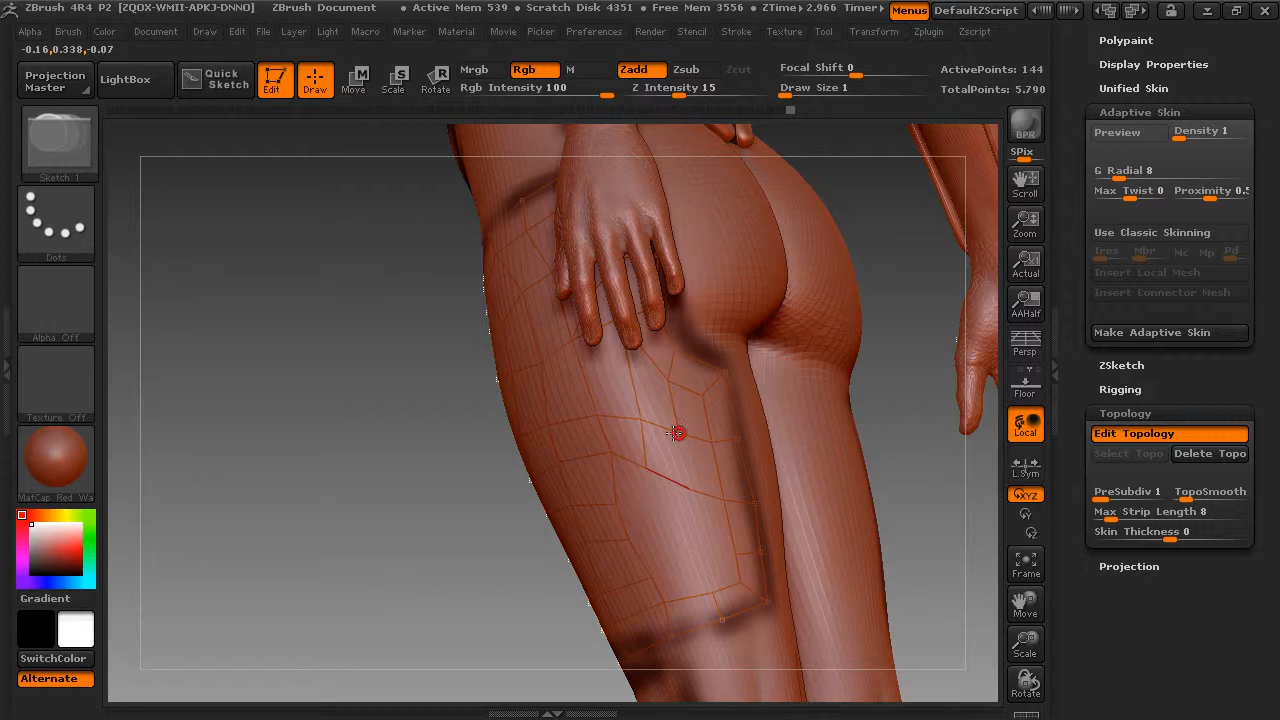 ZBrush 4R4 P2 [ZQOX-WMII-APKJ-DNNO] ZBrush Document • Active Mem 539 • Scratch Disk 4351 • Free Mem 3556 • ZTime▸2.966 Timer▸ Menus DefaultZScript
Alpha Brush Color Document Draw Edit File Layer Light Macro Marker Material Movie Picker Preferences Render Stencil Stroke Texture Tool Transform Zplugin Zscript
-0.16,0.338,-0.07
Projection Master
LightBox
Quick Sketch
Edit
Draw
Move
Scale
Rotate
Mrgb Rgb M
Rgb Intensity 100
Zadd Zsub Zcut
Z Intensity 15
Focal Shift 0
Draw Size 1
ActivePoints: 144
TotalPoints: 5.790
Sketch 1
Dots
Alpha Off
Texture Off
MatCap Red Wa
Gradient
SwitchColor
Alternate
BPR
SPix
Scroll
Zoom
Actual
AAHalf
Persp
Floor
Local
L.Sym
XYZ
Frame
Move
Scale
Rotate
Polypaint
Display Properties
Unified Skin
Adaptive Skin
Preview Density 1
G Radial 8
Max Twist 0 Proximity 0.5
Use Classic Skinning
Ires Mbr Mc Mp Pd
Insert Local Mesh
Insert Connector Mesh
Make Adaptive Skin
ZSketch
Rigging
Topology
Edit Topology
Select Topo Delete Topo
PreSubdiv 1 TopoSmooth
Max Strip Length 8
Skin Thickness 0
Projection